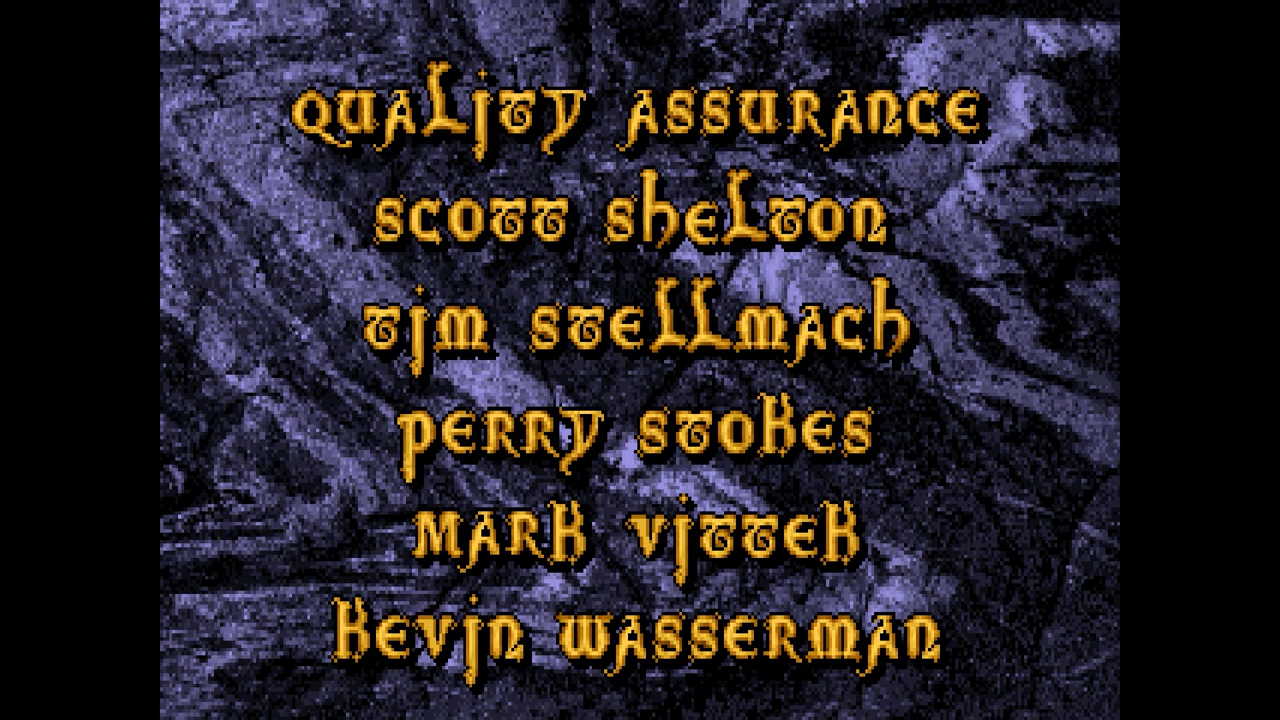 Quality Assurance
Scott Shelton
Tim Stellmach
Perry Stokes
Mark Vittek
Kevin Wasserman